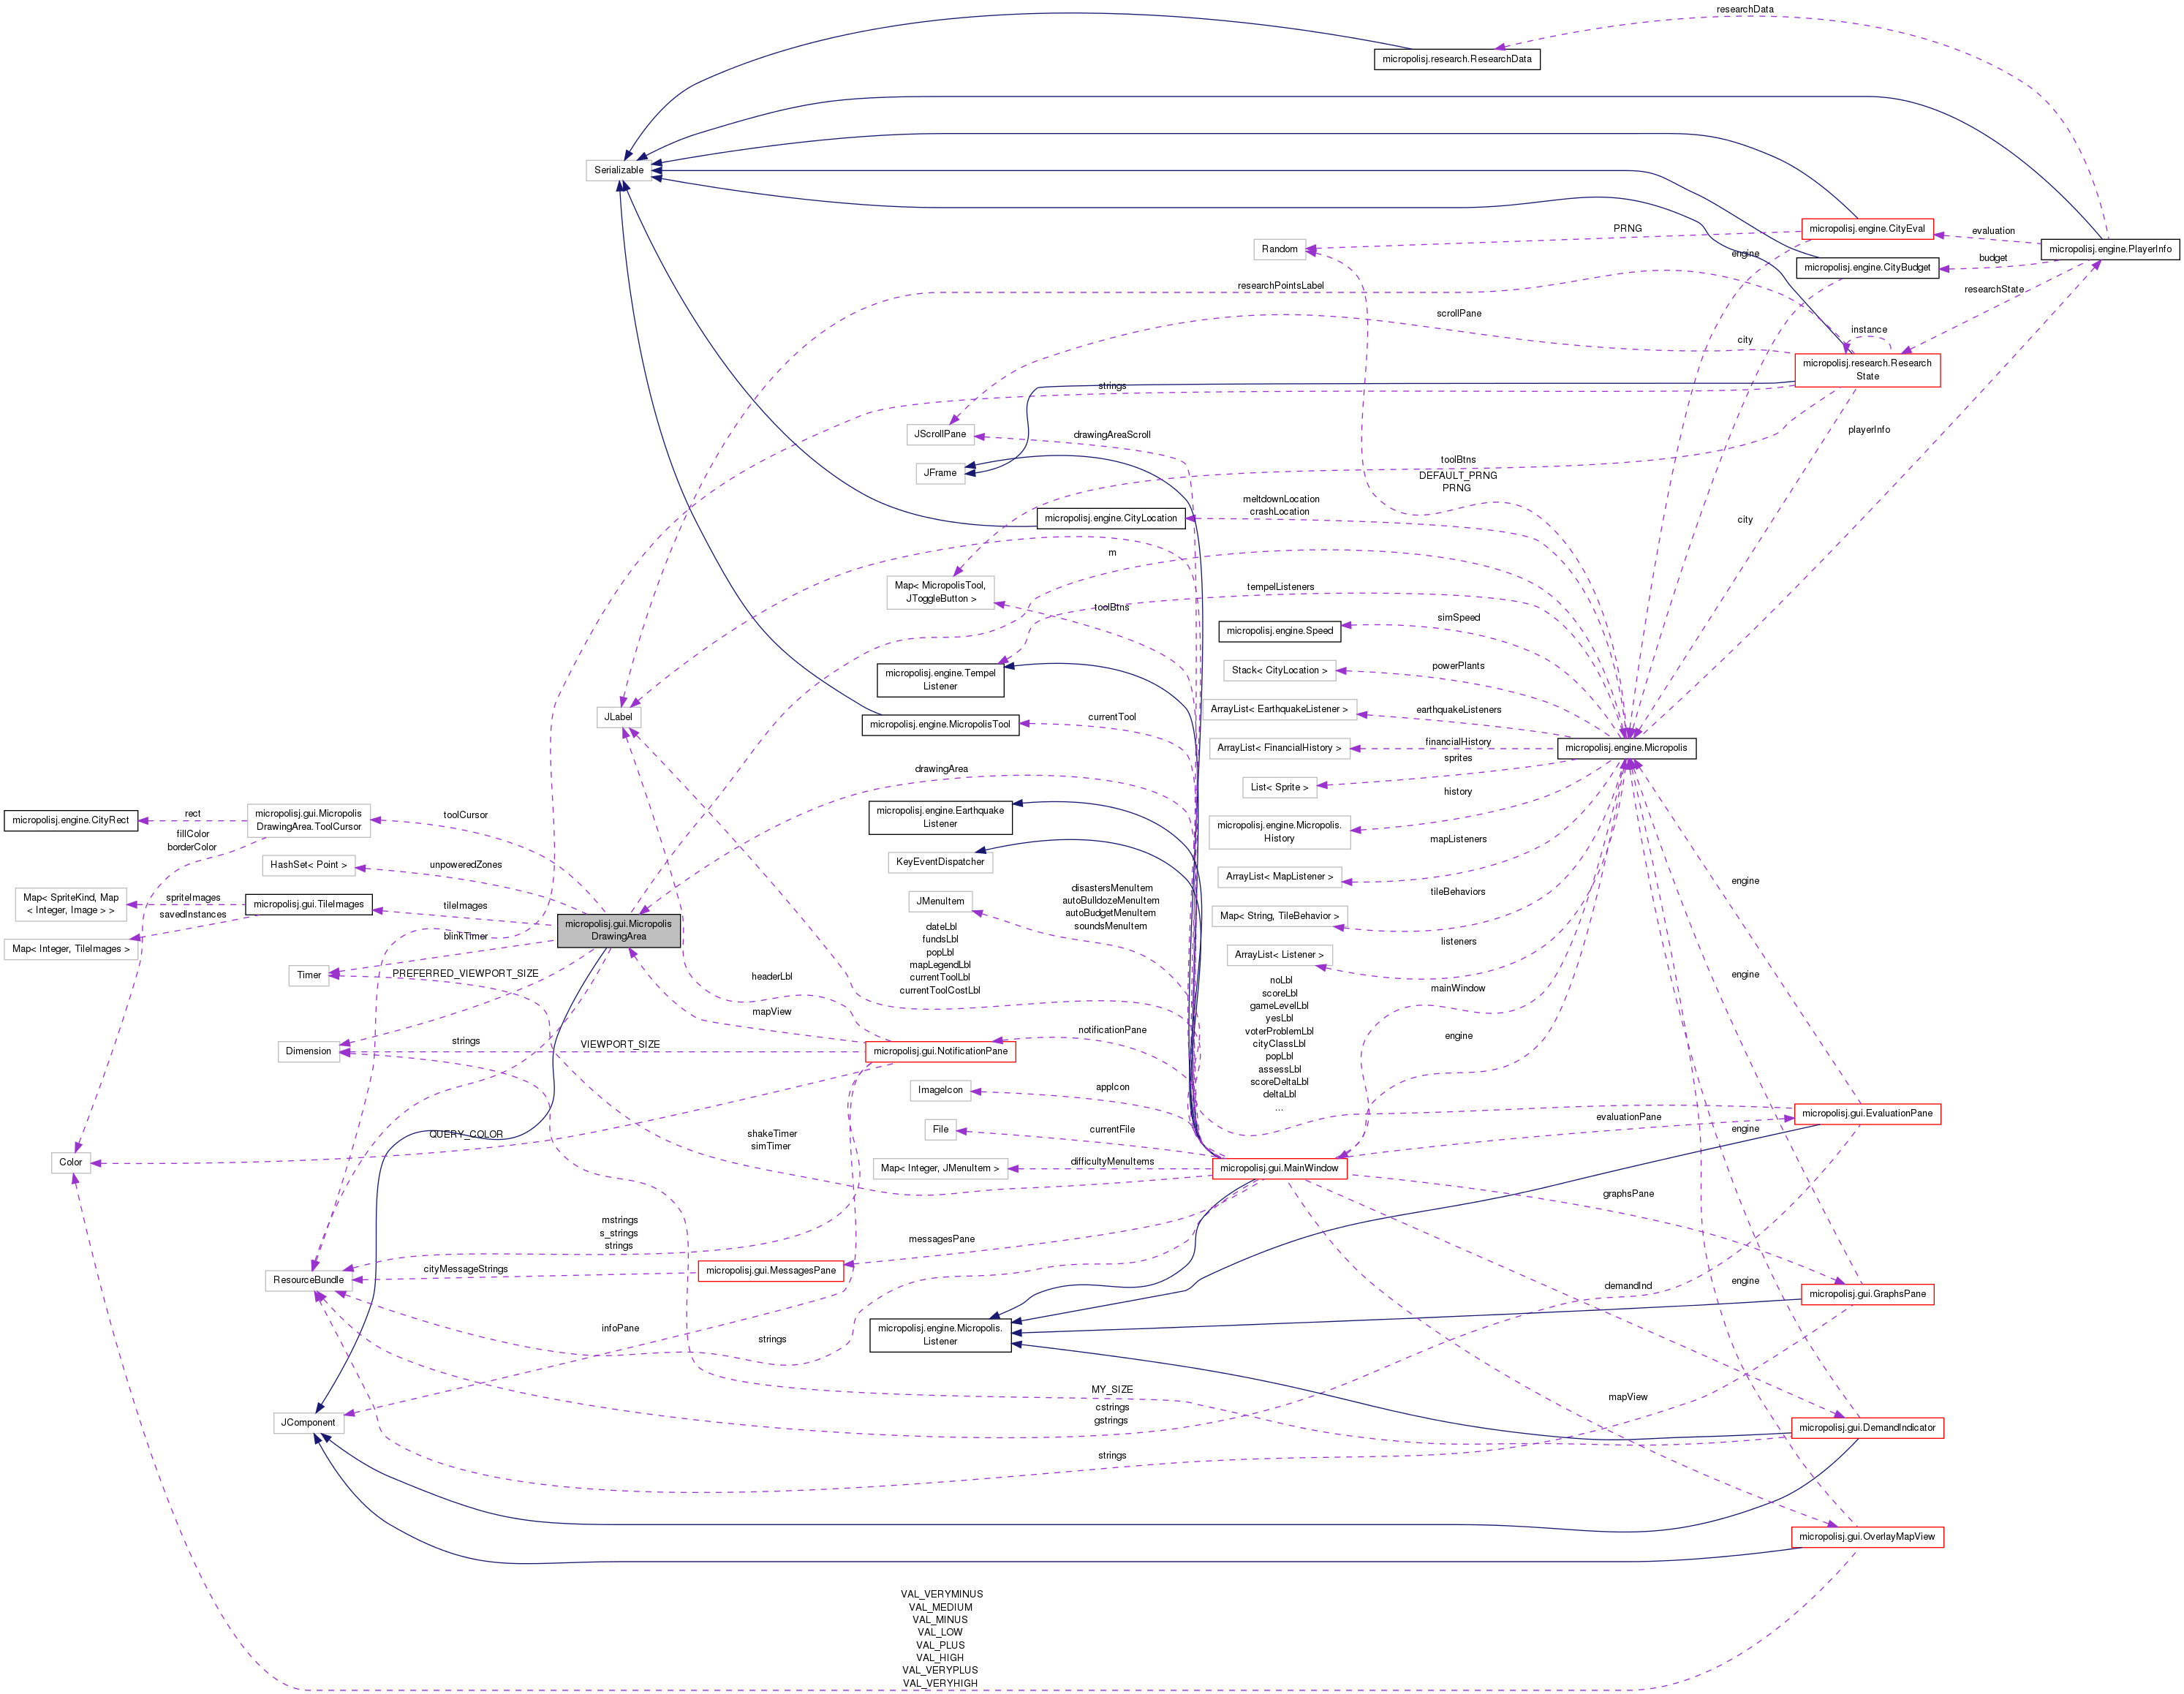 researchData
micropolisj.research.ResearchData
Serializable
PRNG
micropolisj.engine.CityEval
evaluation
Random
engine
micropolisj.engine.PlayerInfo
budget
micropolisj.engine.CityBudget
researchPointsLabel
researchState
scrollPane
instance
city
micropolisj.research.Research
State
strings
playerInfo
JScrollPane
drawingAreaScroll
toolBtns
JFrame
DEFAULT_PRNG
PRNG
meltdownLocation
crashLocation
micropolisj.engine.CityLocation
city
m
Map< MicropolisTool,
JToggleButton >
tempelListeners
toolBtns
simSpeed
micropolisj.engine.Speed
powerPlants
Stack< CityLocation >
micropolisj.engine.Tempel
Listener
earthquakeListeners
ArrayList< EarthquakeListener >
JLabel
micropolisj.engine.MicropolisTool
currentTool
financialHistory
ArrayList< FinancialHistory >
micropolisj.engine.Micropolis
sprites
drawingArea
List< Sprite >
history
micropolisj.engine.CityRect
rect
micropolisj.gui.Micropolis
DrawingArea.ToolCursor
toolCursor
micropolisj.engine.Earthquake
Listener
micropolisj.engine.Micropolis.
History
fillColor
borderColor
mapListeners
HashSet< Point >
unpoweredZones
KeyEventDispatcher
ArrayList< MapListener >
engine
Map< SpriteKind, Map
< Integer, Image > >
spriteImages
savedInstances
micropolisj.gui.TileImages
tileImages
JMenuItem
disastersMenuItem
autoBulldozeMenuItem
autoBudgetMenuItem
soundsMenuItem
tileBehaviors
Map< String, TileBehavior >
micropolisj.gui.Micropolis
DrawingArea
blinkTimer
Map< Integer, TileImages >
dateLbl
fundsLbl
popLbl
mapLegendLbl
currentToolLbl
currentToolCostLbl
listeners
ArrayList< Listener >
Timer
PREFERRED_VIEWPORT_SIZE
headerLbl
engine
noLbl
scoreLbl
gameLevelLbl
yesLbl
voterProblemLbl
cityClassLbl
popLbl
assessLbl
scoreDeltaLbl
deltaLbl
...
mainWindow
mapView
notificationPane
engine
strings
VIEWPORT_SIZE
Dimension
micropolisj.gui.NotificationPane
ImageIcon
appIcon
evaluationPane
micropolisj.gui.EvaluationPane
engine
File
currentFile
QUERY_COLOR
shakeTimer
simTimer
Color
Map< Integer, JMenuItem >
difficultyMenuItems
micropolisj.gui.MainWindow
graphsPane
mstrings
s_strings
strings
messagesPane
cityMessageStrings
micropolisj.gui.MessagesPane
ResourceBundle
engine
demandInd
micropolisj.gui.GraphsPane
infoPane
strings
micropolisj.engine.Micropolis.
Listener
MY_SIZE
mapView
cstrings
gstrings
JComponent
micropolisj.gui.DemandIndicator
strings
micropolisj.gui.OverlayMapView
VAL_VERYMINUS
VAL_MEDIUM
VAL_MINUS
VAL_LOW
VAL_PLUS
VAL_HIGH
VAL_VERYPLUS
VAL_VERYHIGH